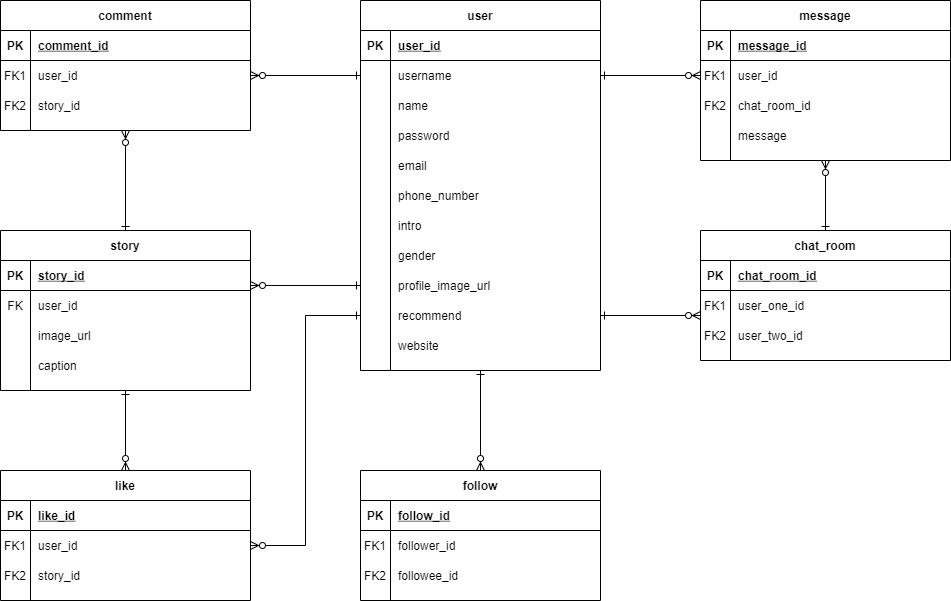 comment
PK comment_id
FK1 user_id
FK2 story_id
user
PK user_id
username
name
password
email
phone_number
intro
gender
profile_image_url
recommend
website
message
PK message_id
FK1 user_id
FK2 chat_room_id
message
story
PK story_id
FK user_id
image_url
caption
chat_room
PK chat_room_id
FK1 user_one_id
FK2 user_two_id
like
PK like_id
FK1 user_id
FK2 story_id
follow
PK follow_id
FK1 follower_id
FK2 followee_id